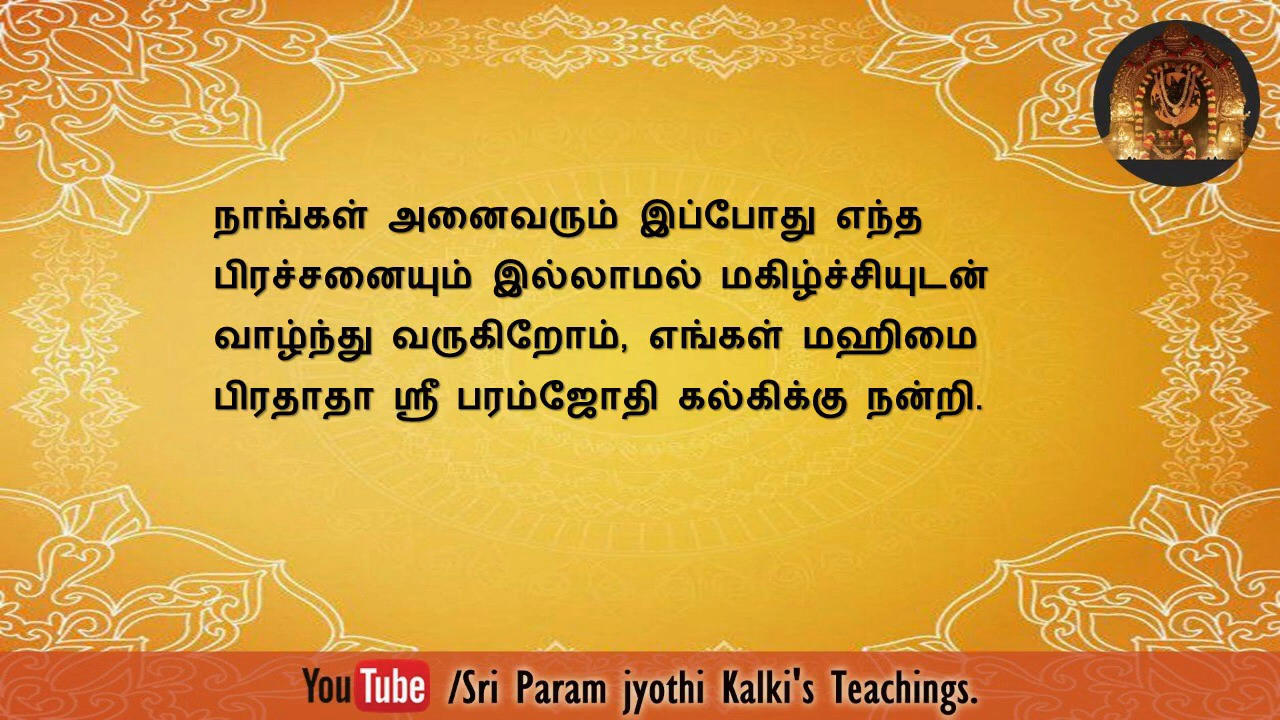 நாங்கள் அனைவரும் இப்போது எந்த
பிரச்சனையும் இல்லாமல் மகிழ்ச்சியுடன்
வாழ்ந்து வருகிறோம், எங்கள் மஹிமை
பிரதாதா ஸ்ரீ பரம்ஜோதி கல்கிக்கு நன்றி.
YouTube /Sri Param jyothi Kalki's Teachings.